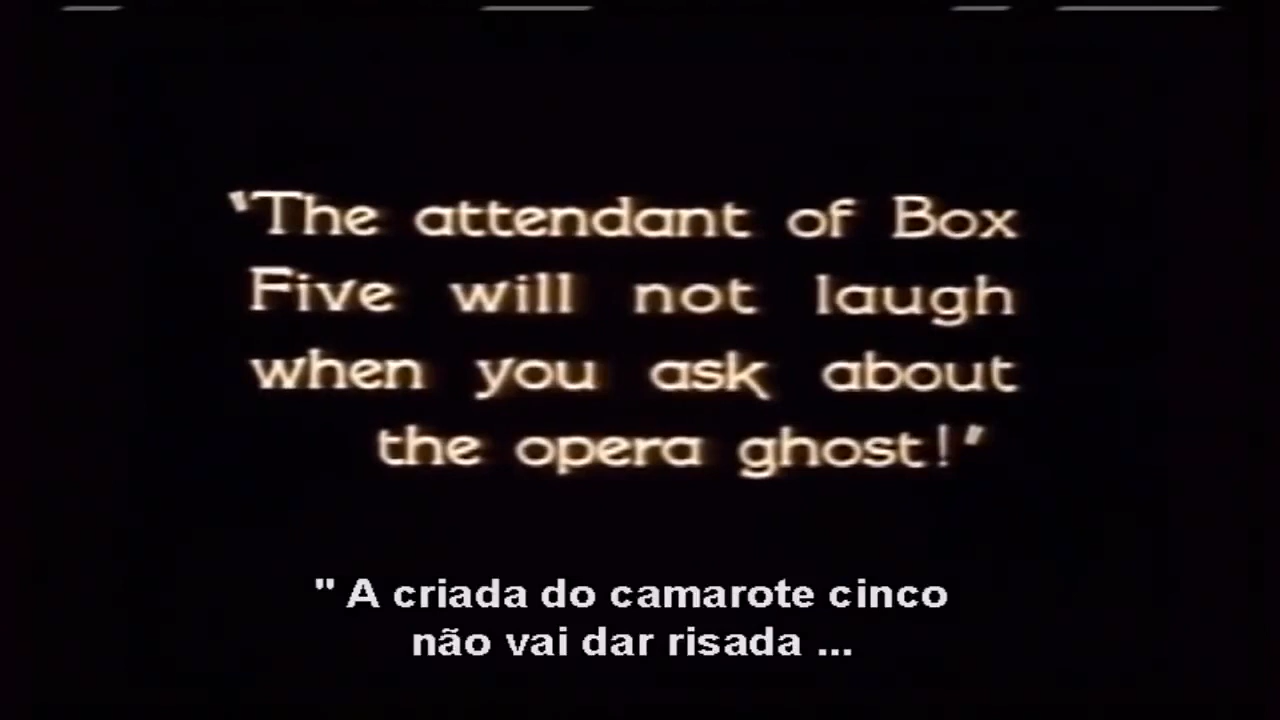 "The attendant of Box
Five will not laugh
when you ask about
the opera ghost!"
" A criada do camarote cinco
não vai dar risada ...